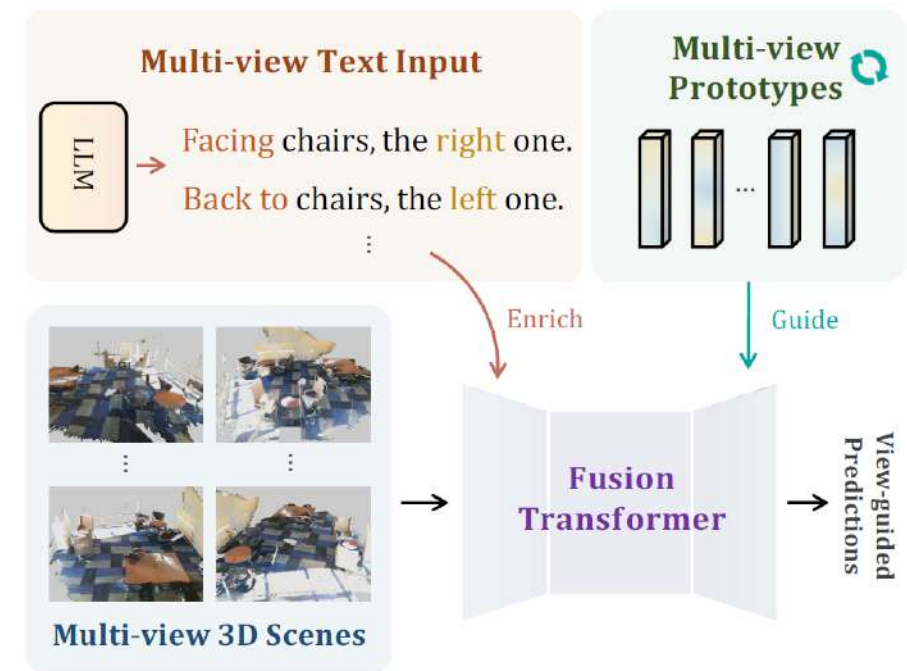 Multi-view Text Input
LLM
Facing chairs, the right one.
Back to chairs, the left one.
⋮
Multi-view
Prototypes
...
Enrich
Guide
⋮
⋮
Multi-view 3D Scenes
Fusion
Transformer
View-guided
Predictions